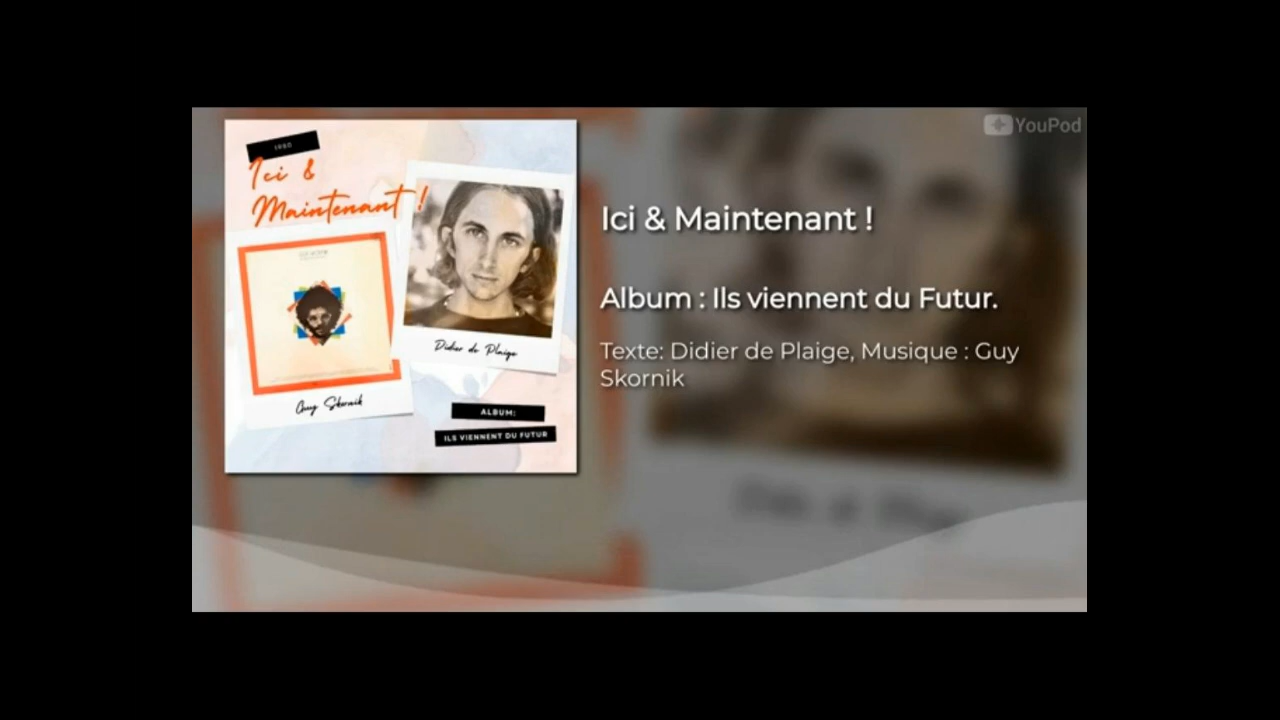 YouPod
1980
Ici &
Maintenant !
Didier de Plaige
Guy Skornik
ALBUM:
ILS VIENNENT DU FUTUR
Ici & Maintenant !
Album : Ils viennent du Futur.
Texte: Didier de Plaige, Musique : Guy
Skornik